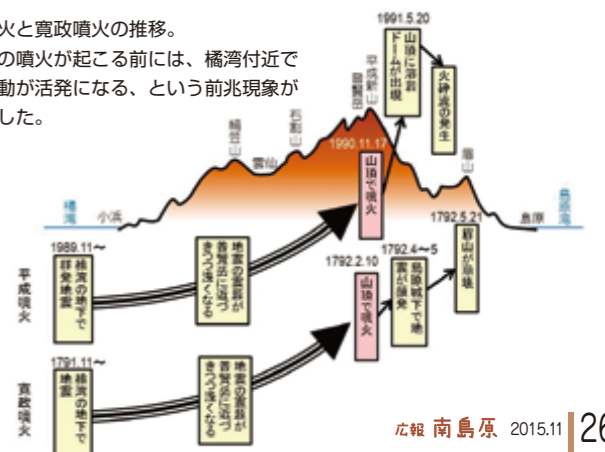 火と寛政噴火の推移。
の噴火が起こる前には、橘湾付近で
動が活発になる、という前兆現象が
した。
1991.5.20
山頂に溶岩
ドームが出現
火砕流の発生
平成新山
普賢岳
石割山
絹笠山
雲仙
眉山
1990.11.17
山頂で噴火
橘湾
小浜
島原
島原湾
1792.5.21
眉山が崩壊
1989.11〜
橘湾の地下で
群発地震
地震の震源が
普賢岳に近づ
きつつ浅くなる
平成噴火
1792.2.10
山頂で噴火
1792.4〜5
島原城下で地
震が頻発
1791.11〜
橘湾の地下で
地震
地震の震源が
普賢岳に近づ
きつつ浅くなる
寛政噴火
広報 南島原 2015.11 26